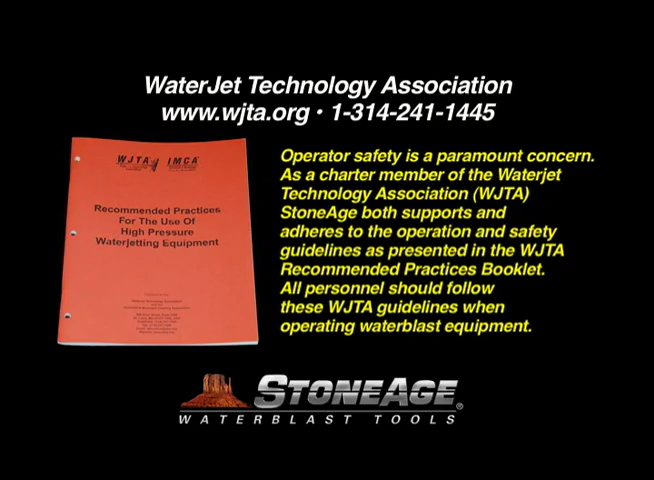 WaterJet Technology Association
www.wjta.org • 1-314-241-1445
WJTA IMCA
Recommended Practices
For The Use Of
High Pressure
Waterjetting Equipment
Operator safety is a paramount concern.
As a charter member of the Waterjet
Technology Association (WJTA)
StoneAge both supports and
adheres to the operation and safety
guidelines as presented in the WJTA
Recommended Practices Booklet.
All personnel should follow
these WJTA guidelines when
operating waterblast equipment.
STONEAGE®
WATERBLAST TOOLS